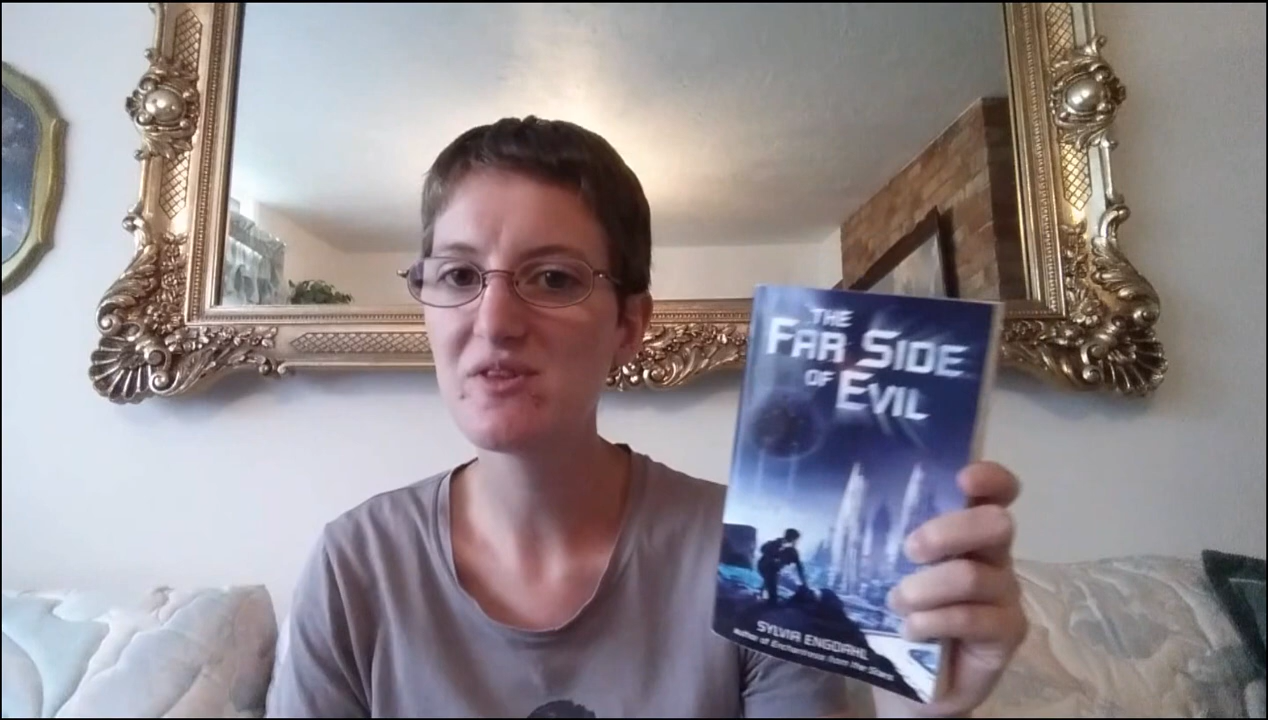 THE
FAR SIDE
OF EVIL
SYLVIA ENGDAHL
Author of Enchantress from the Stars